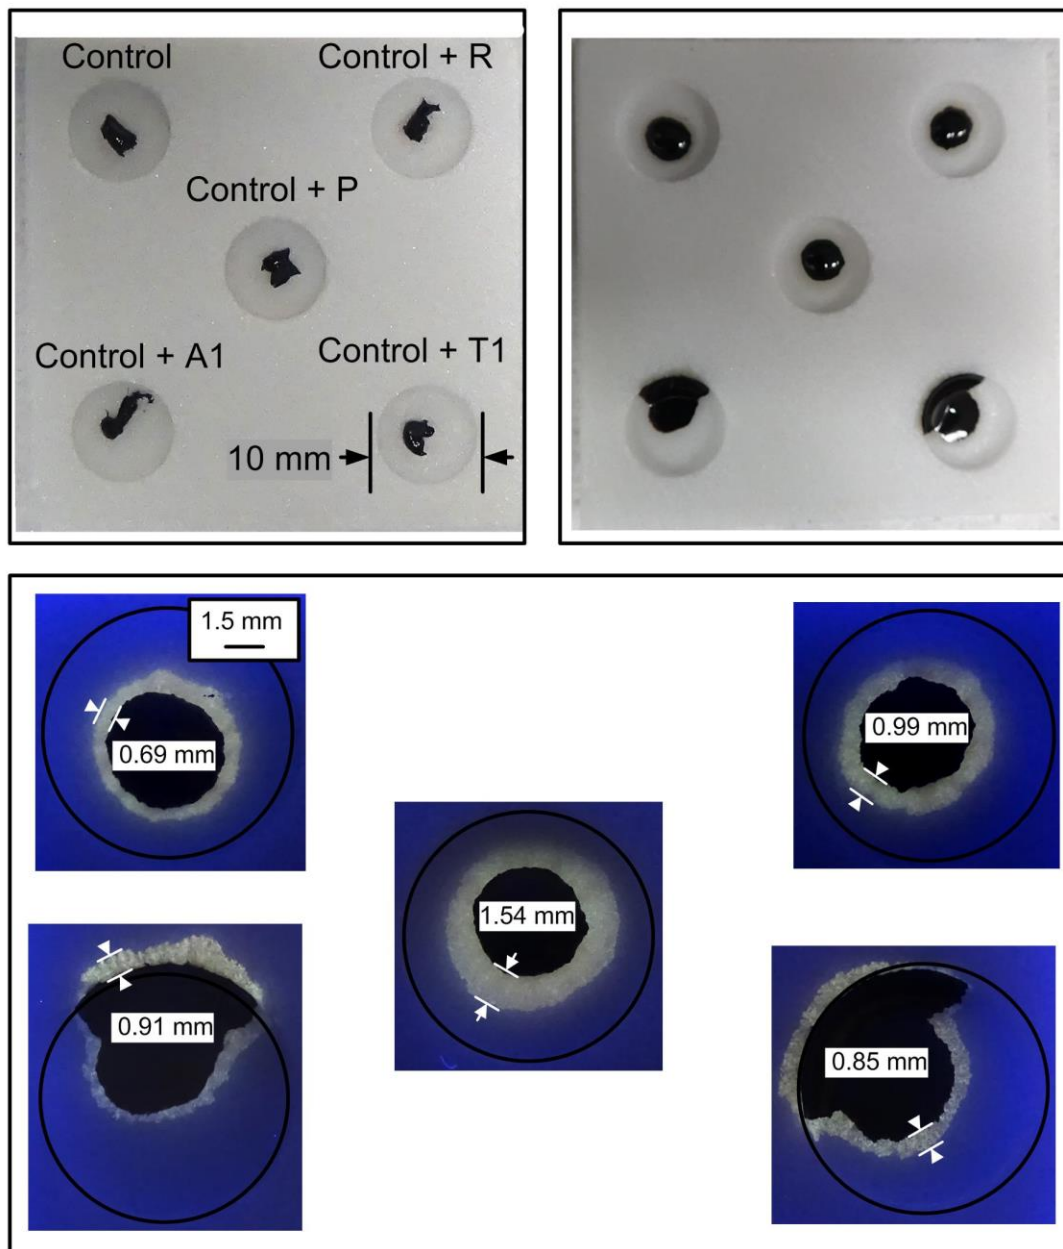 Control
Control + R
Control + P
Control + A1
Control + T1
10 mm
1.5 mm
0.69 mm
0.99 mm
1.54 mm
0.91 mm
0.85 mm